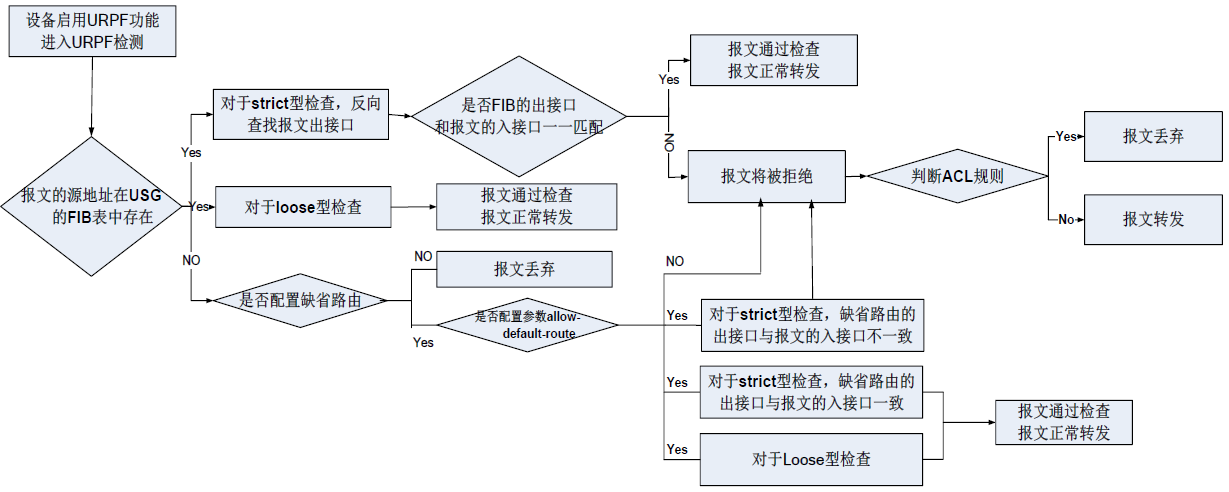 设备启用URPF功能
进入URPF检测
报文的源地址在USG
的FIB表中存在
Yes
对于strict型检查，反向
查找报文出接口
是否FIB的出接口
和报文的入接口一一匹配
Yes
报文通过检查
报文正常转发
NO
报文将被拒绝
判断ACL规则
Yes
报文丢弃
No
报文转发
Yes
对于loose型检查
报文通过检查
报文正常转发
NO
是否配置缺省路由
NO
报文丢弃
Yes
是否配置参数allow-
default-route
NO
Yes
对于strict型检查，缺省路由的
出接口与报文的入接口不一致
Yes
对于strict型检查，缺省路由的
出接口与报文的入接口一致
Yes
对于Loose型检查
报文通过检查
报文正常转发